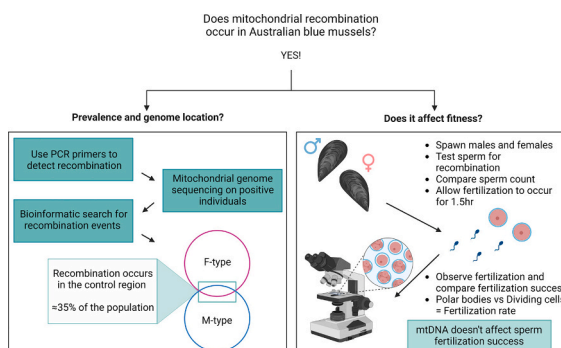 Does mitochondrial recombination
occur in Australian blue mussels?
YES!
Prevalence and genome location?
Use PCR primers to
detect recombination
Mitochondrial genome
sequencing on positive
individuals
Bioinformatic search for
recombination events
Recombination occurs
in the control region
≈35% of the population
F-type
M-type
Does it affect fitness?
• Spawn males and females
• Test sperm for
recombination
• Compare sperm count
• Allow fertilization to occur
for 1.5hr
• Observe fertilization and
compare fertilization succes
• Polar bodies vs Dividing cells
= Fertilization rate
mtDNA doesn't affect sperm
fertilization success